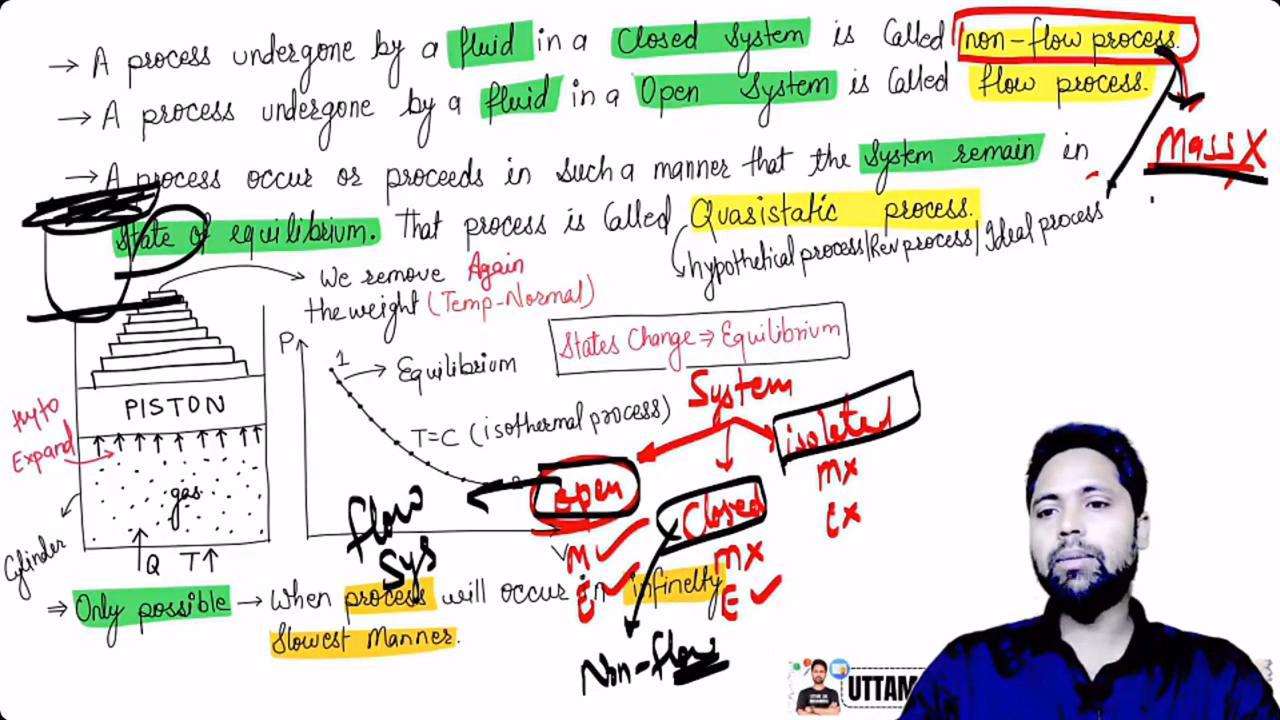 → A process undergone by a fluid in a Closed System is Called non-flow process.
→ A process undergone by a fluid in a Open System is Called flow process.
Mass X
→ A process occur or proceeds in such a manner that the System remain in
State of equilibrium. That process is Called Quasistatic process.
hypothetical process/Rev process/Ideal process
→ We remove Again
the weight (Temp-Normal)
States Change ⇒ Equilibrium
P
1
→ Equilibrium
T=C (isothermal process)
try to
Expand
PISTON
gas
Cylinder
Q T↑
System
open
Closed
isolated
M ✓
E ✓
M X
E ✓
M X
E X
flow
Sys
V
Non-flow
⇒ Only possible → When process will occur in infinelty
Slowest Manner.
UTTAM